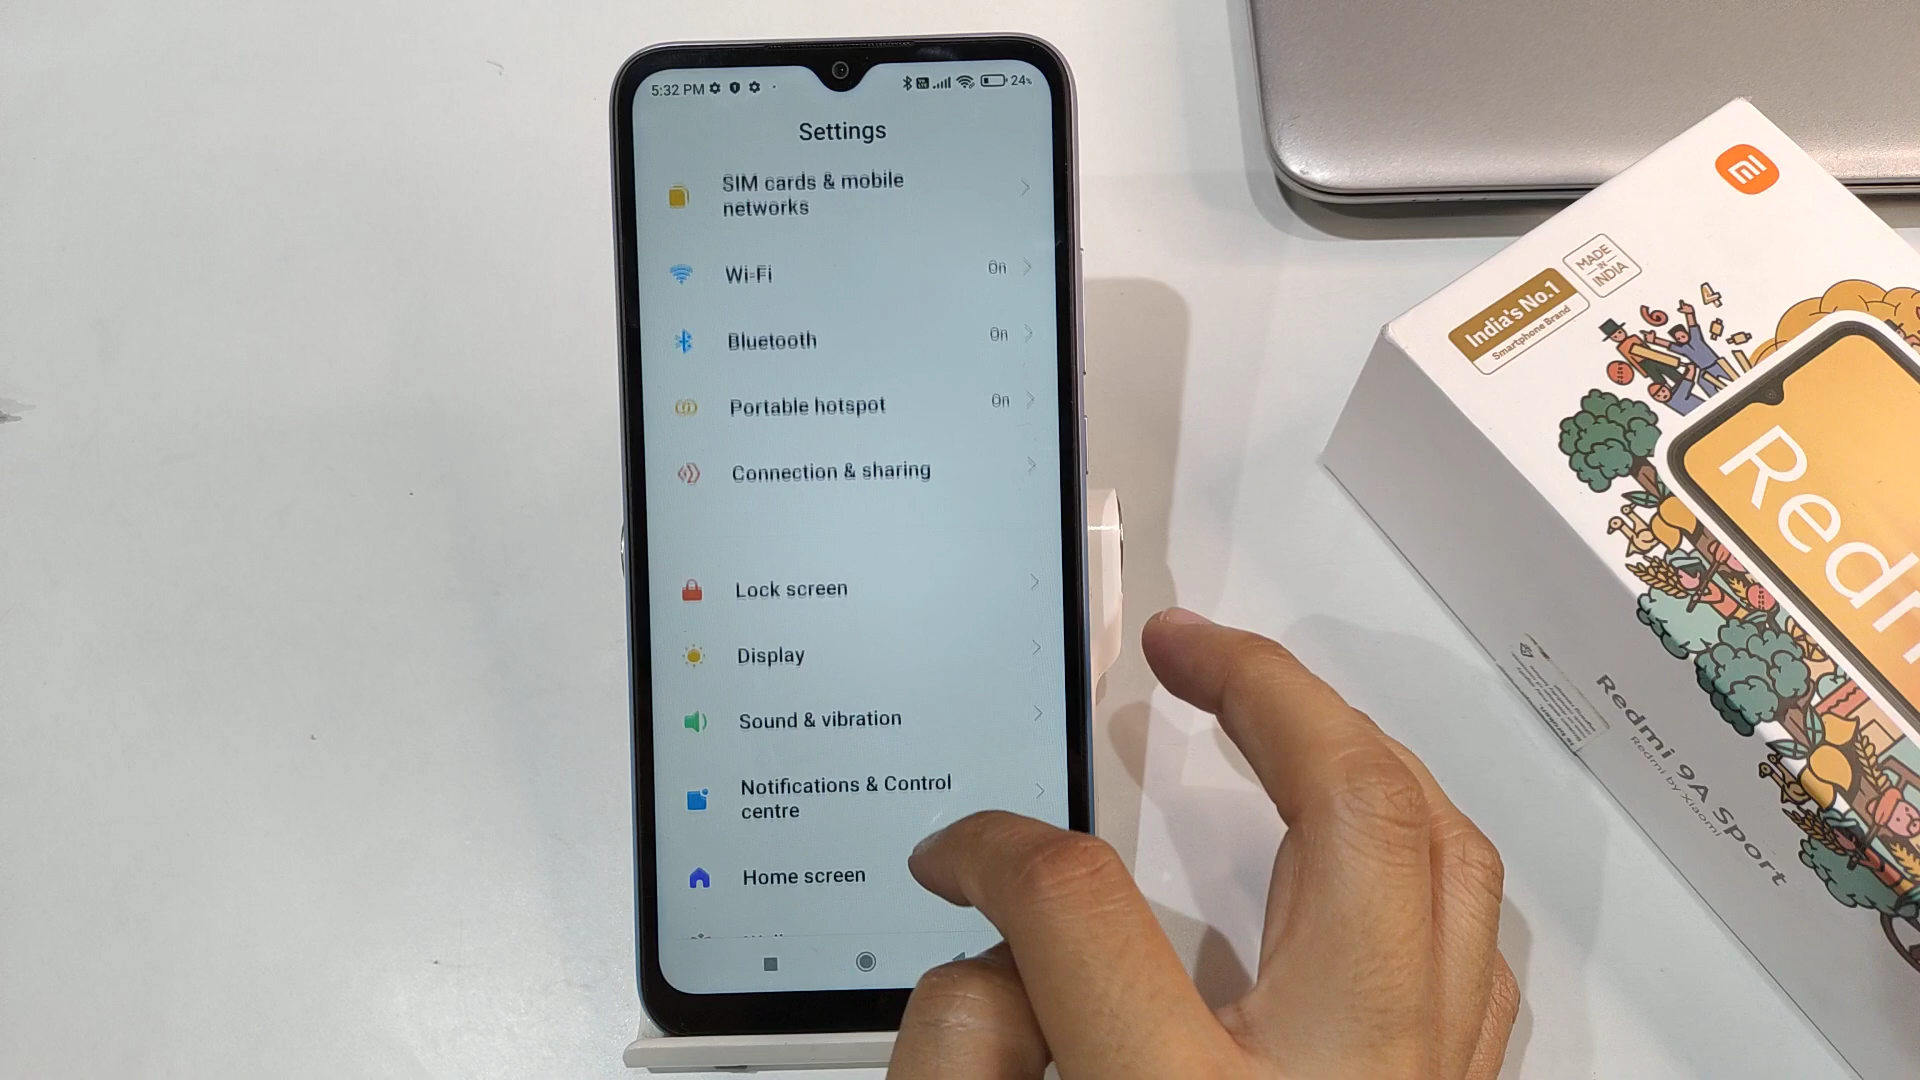 5:32 PM
24%
Settings
SIM cards & mobile
networks
Wi-Fi
On
Bluetooth
On
Portable hotspot
On
Connection & sharing
Lock screen
Display
Sound & vibration
Notifications & Control
centre
Home screen
MADE
IN
INDIA
India's No.1
Smartphone Brand
6
4
Redmi 9A Sport
Redmi by Xiaomi